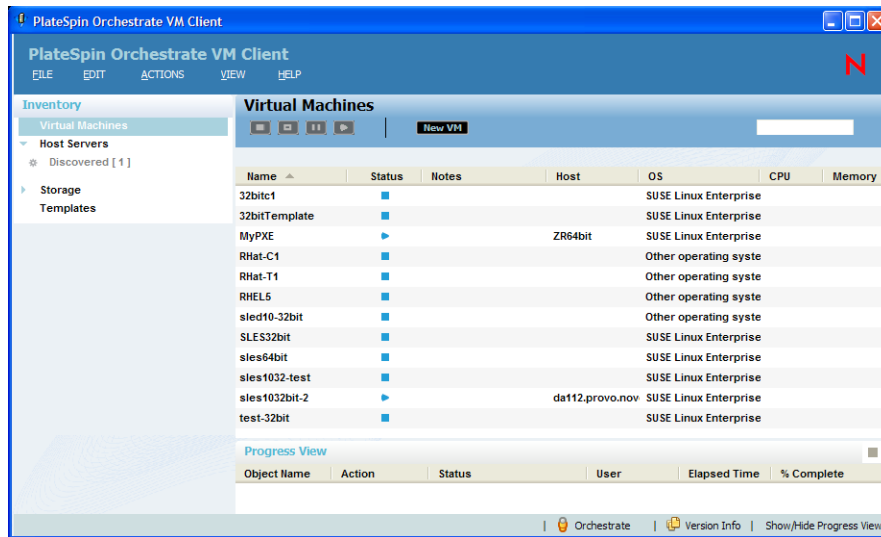 PlateSpin Orchestrate VM Client
PlateSpin Orchestrate VM Client
FILE EDIT ACTIONS VIEW HELP
N
Inventory
Virtual Machines
Host Servers
Discovered [ 1 ]
Storage
Templates
Virtual Machines
New VM
Name Status Notes Host OS CPU Memory
32bitc1 SUSE Linux Enterprise
32bitTemplate SUSE Linux Enterprise
MyPXE ZR64bit SUSE Linux Enterprise
RHat-C1 Other operating syste
RHat-T1 Other operating syste
RHEL5 Other operating syste
sled10-32bit Other operating syste
SLES32bit SUSE Linux Enterprise
sles64bit SUSE Linux Enterprise
sles1032-test SUSE Linux Enterprise
sles1032bit-2 da112.provo.nov SUSE Linux Enterprise
test-32bit SUSE Linux Enterprise
Progress View
Object Name Action Status User Elapsed Time % Complete
Orchestrate | Version Info | Show/Hide Progress View